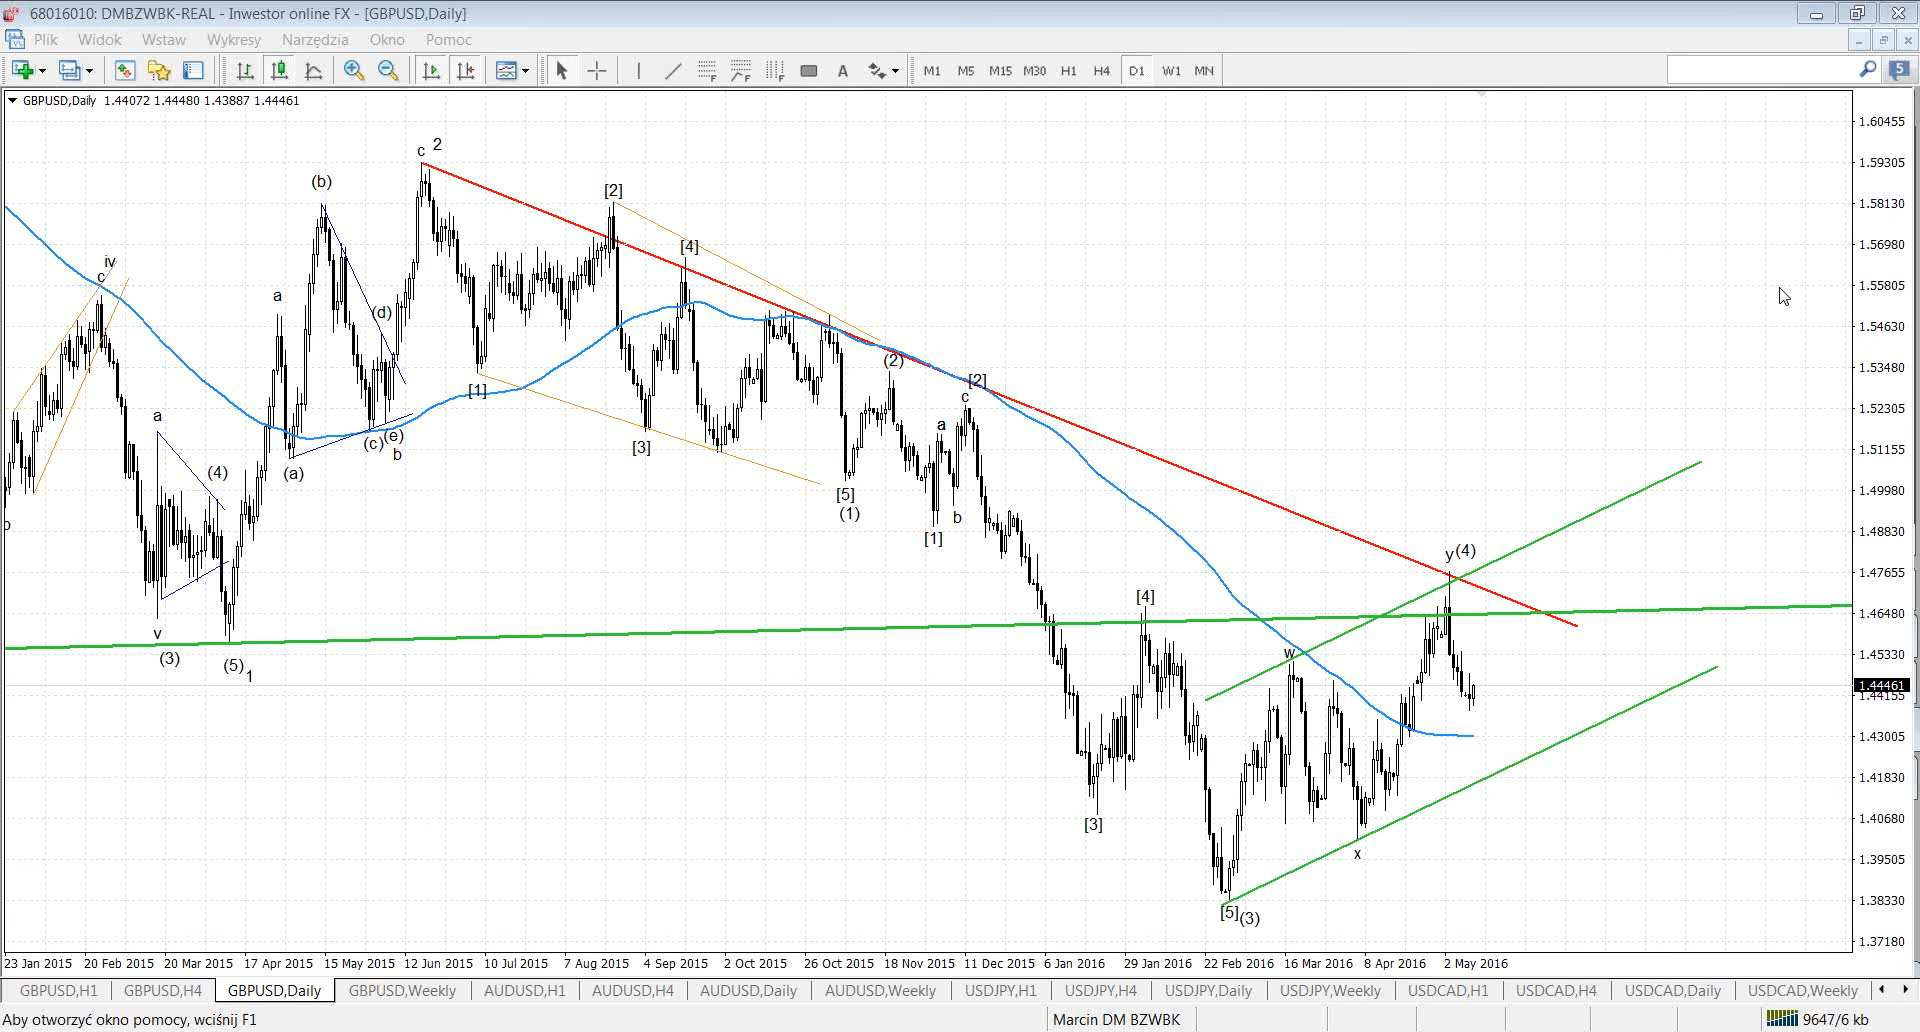 68016010: DMBZWBK-REAL - Inwestor online FX - [GBPUSD,Daily]
Plik Widok Wstaw Wykresy Narzędzia Okno Pomoc
A M1 M5 M15 M30 H1 H4 D1 W1 MN 5
GBPUSD,Daily 1.44072 1.44480 1.43887 1.44461
1.60455
c 2
1.59305
(b)
[2]
1.58130
[4]
1.56980
iv
c
1.55805
a
(d)
1.54630
(2)
1.53480
[2]
[1]
c
1.52305
a
a
(e)
(c)
[3]
1.51155
b
(4)
(a)
1.49980
[5]
(1)
b
1.48830
[1]
y (4)
1.47655
[4]
1.46480
v
(3)
w
1.45330
(5) 1
1.44461
1.44155
1.43005
1.41830
[3]
1.40680
x
1.39505
1.38330
[5] (3)
1.37180
23 Jan 2015 20 Feb 2015 20 Mar 2015 17 Apr 2015 15 May 2015 12 Jun 2015 10 Jul 2015 7 Aug 2015 4 Sep 2015 2 Oct 2015 26 Oct 2015 18 Nov 2015 11 Dec 2015 6 Jan 2016 29 Jan 2016 22 Feb 2016 16 Mar 2016 8 Apr 2016 2 May 2016
GBPUSD,H1 GBPUSD,H4 GBPUSD,Daily GBPUSD,Weekly AUDUSD,H1 AUDUSD,H4 AUDUSD,Daily AUDUSD,Weekly USDJPY,H1 USDJPY,H4 USDJPY,Daily USDJPY,Weekly USDCAD,H1 USDCAD,H4 USDCAD,Daily USDCAD,Weekly
Aby otworzyć okno pomocy, wciśnij F1 Marcin DM BZWBK 9647/6 kb